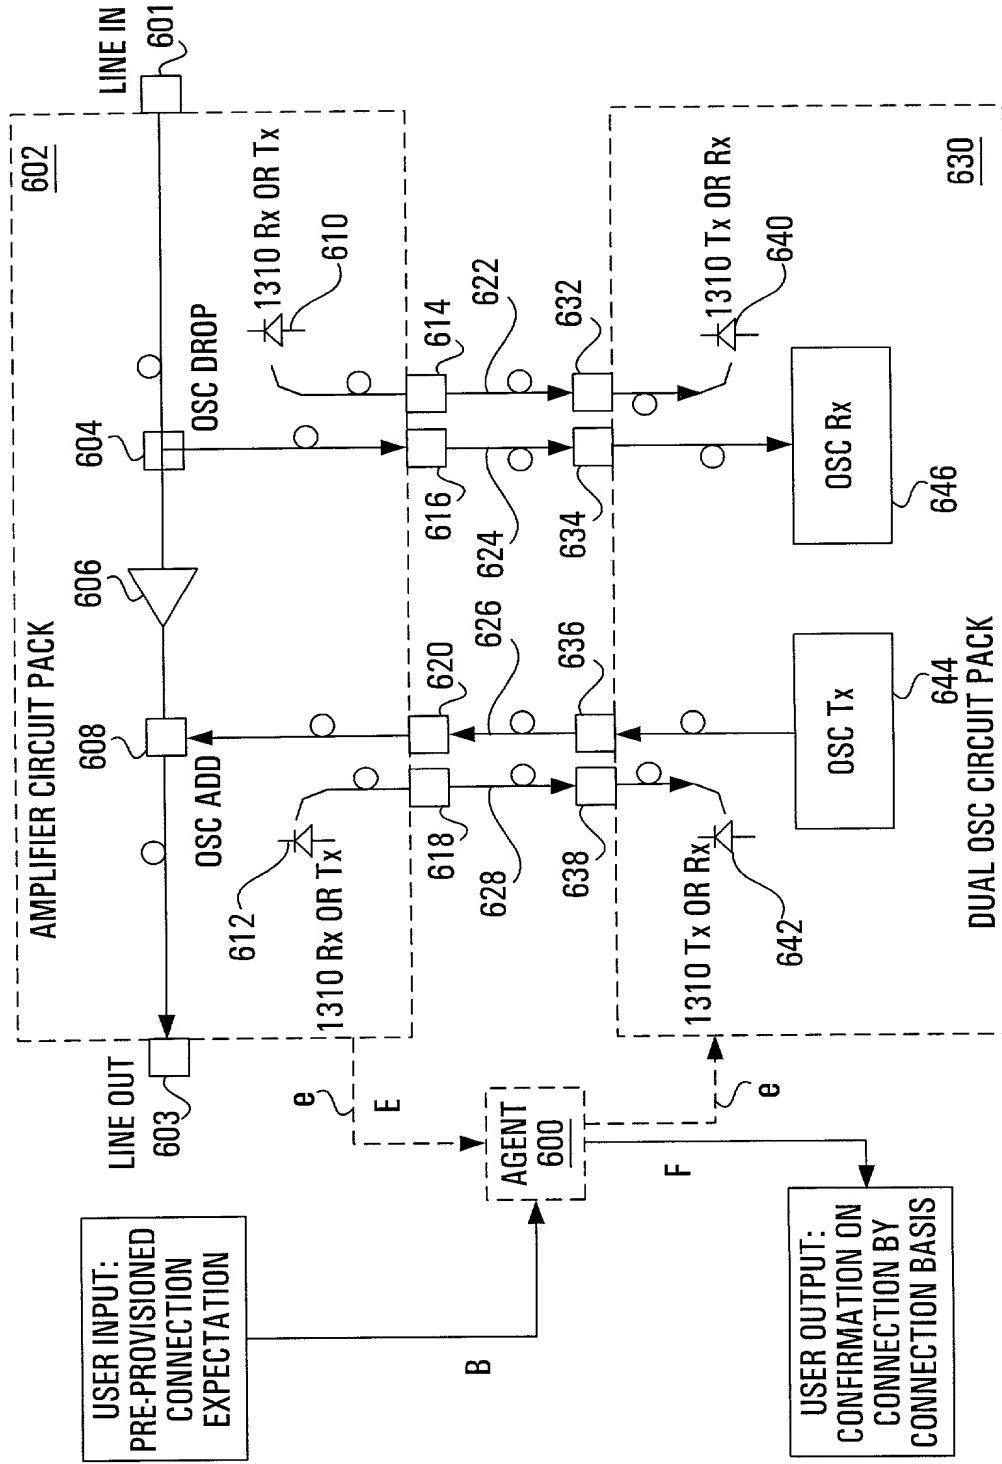 LINE OUT
603
AMPLIFIER CIRCUIT PACK
602
LINE IN
601
608
606
604
OSC ADD
OSC DROP
612
1310 Rx OR Tx
1310 Rx OR Tx
610
618
620
616
614
628
626
624
622
638
636
634
632
1310 Tx OR Rx
642
1310 Tx OR Rx
640
OSC Tx
644
OSC Rx
646
DUAL OSC CIRCUIT PACK
630
USER INPUT:
PRE-PROVISIONED
CONNECTION
EXPECTATION
B
e
E
AGENT
600
F
e
USER OUTPUT:
CONFIRMATION ON
CONNECTION BY
CONNECTION BASIS